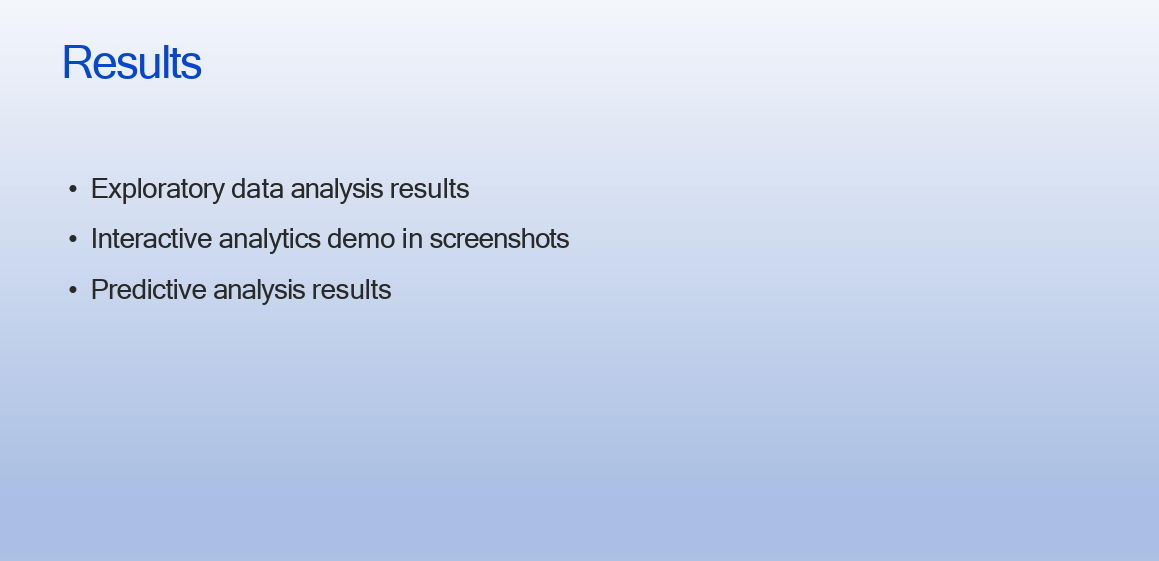 Results
• Exploratory data analysis results
• Interactive analytics demo in screenshots
• Predictive analysis results